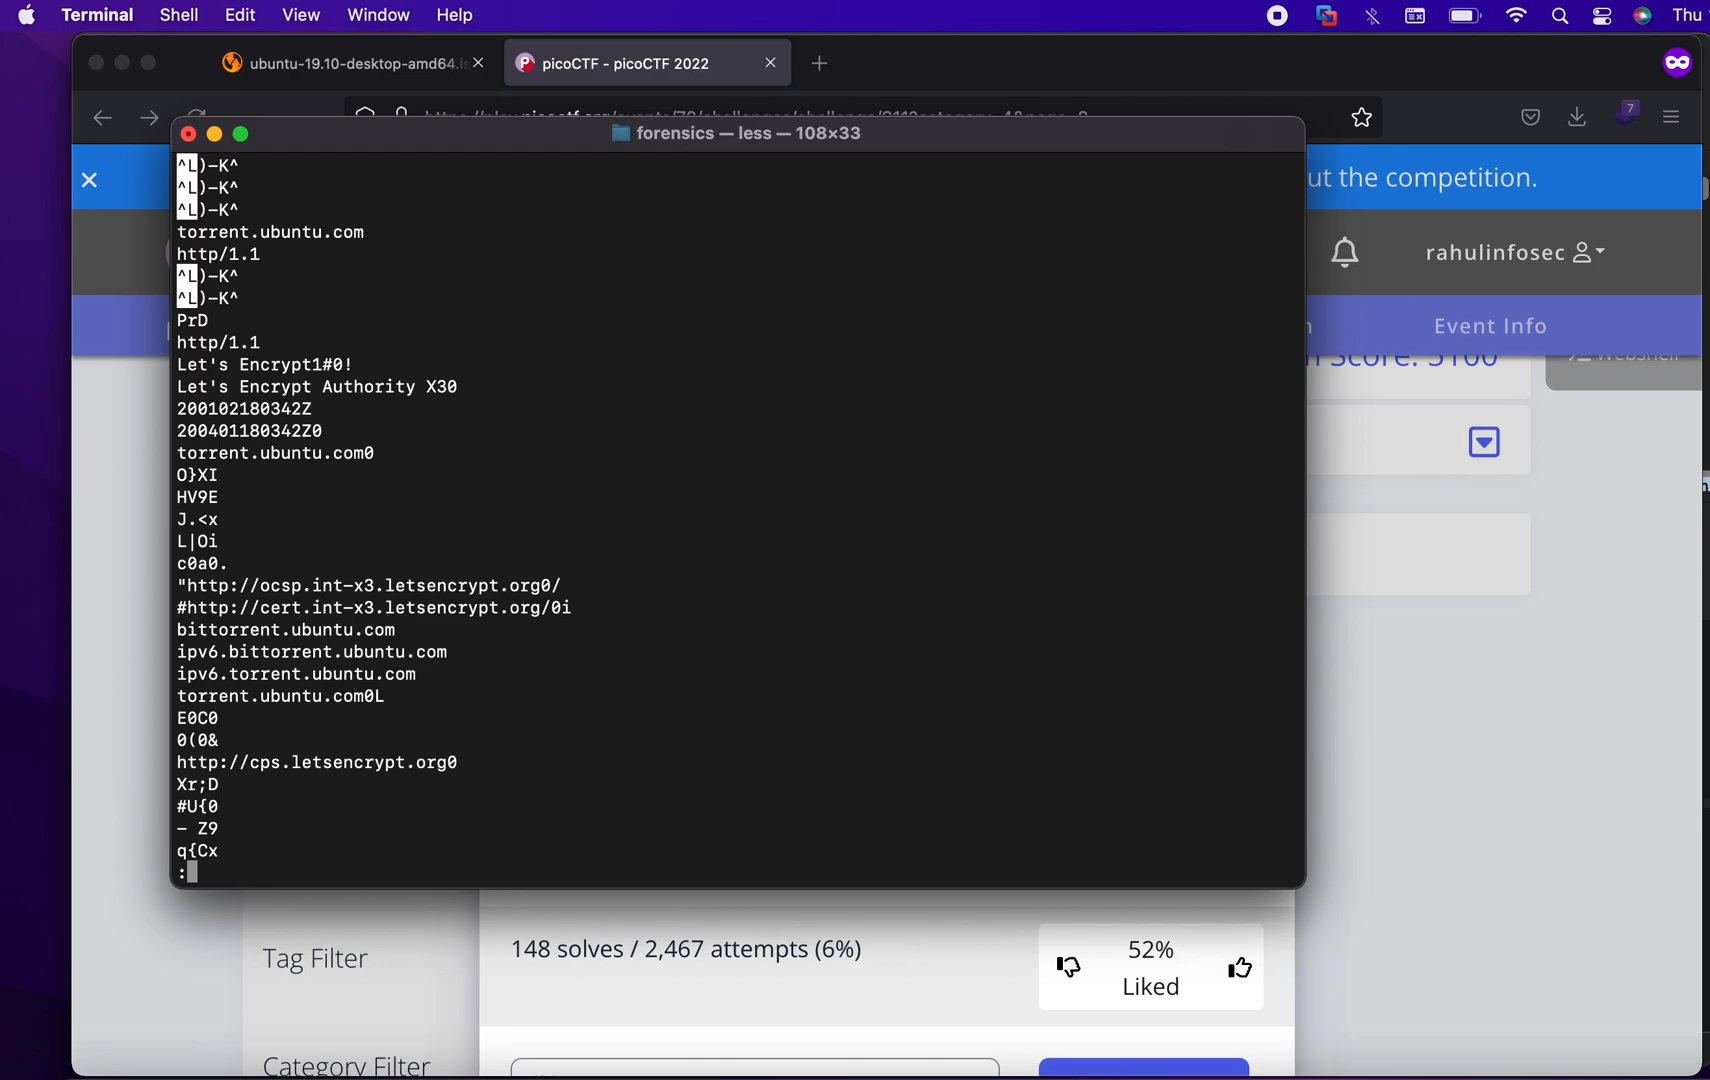 Terminal Shell Edit View Window Help Thu
ubuntu-19.10-desktop-amd64.is
picoCTF - picoCTF 2022
7
forensics — less — 108×33
ut the competition.
rahulinfosec
Event Info
^L)-K^
^L)-K^
^L)-K^
torrent.ubuntu.com
http/1.1
^L)-K^
^L)-K^
PrD
http/1.1
Let's Encrypt1#0!
Let's Encrypt Authority X30
200102180342Z
200401180342Z0
torrent.ubuntu.com0
O}XI
HV9E
J.<x
L|Oi
c0a0.
"http://ocsp.int-x3.letsencrypt.org0/
#http://cert.int-x3.letsencrypt.org/0i
bittorrent.ubuntu.com
ipv6.bittorrent.ubuntu.com
ipv6.torrent.ubuntu.com
torrent.ubuntu.com0L
E0C0
0(0&
http://cps.letsencrypt.org0
Xr;D
#U{0
- Z9
q{Cx
:
Score: 5100
Webshell
148 solves / 2,467 attempts (6%)
52%
Liked
Tag Filter
Category Filter